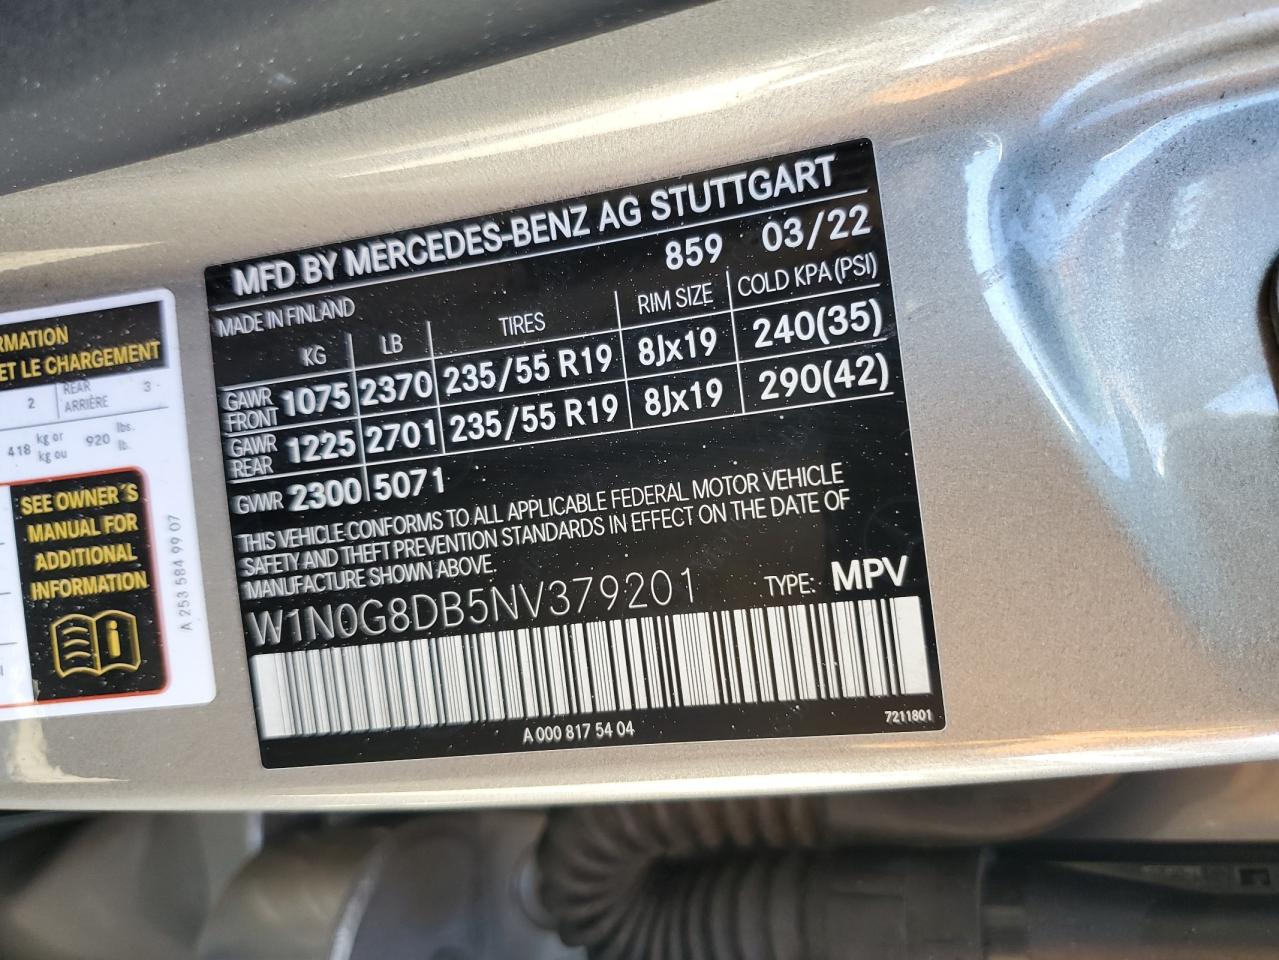 RMATION
ET LE CHARGEMENT
2 REAR ARRIÈRE 3
418 kg or kg ou 920 lbs. lb.
SEE OWNER'S
MANUAL FOR
ADDITIONAL
INFORMATION
A 253 584 99 07
MFD BY MERCEDES-BENZ AG STUTTGART
859 03/22
MADE IN FINLAND
KG LB TIRES RIM SIZE COLD KPA (PSI)
GAWR FRONT 1075 2370 235/55 R19 8Jx19 240(35)
GAWR REAR 1225 2701 235/55 R19 8Jx19 290(42)
GVWR 2300 5071
THIS VEHICLE CONFORMS TO ALL APPLICABLE FEDERAL MOTOR VEHICLE
SAFETY AND THEFT PREVENTION STANDARDS IN EFFECT ON THE DATE OF
MANUFACTURE SHOWN ABOVE.
W1N0G8DB5NV379201 TYPE: MPV
A 000 817 54 04
7211801